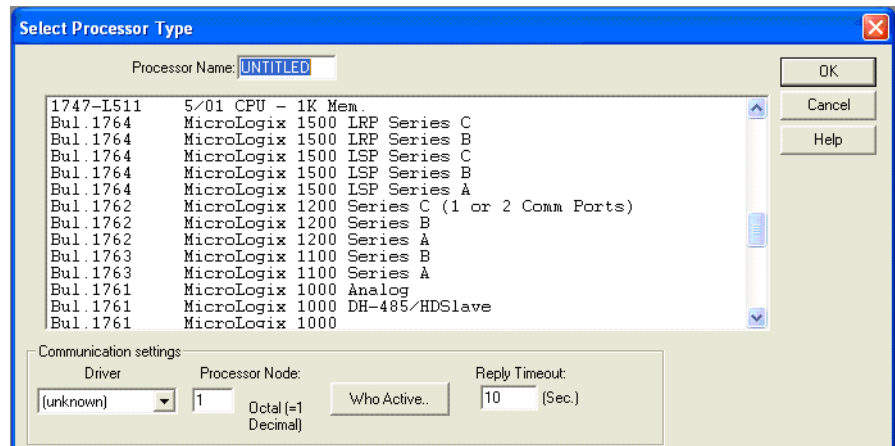 Select Processor Type
Processor Name: UNTITLED
OK
Cancel
Help
1747-L511 5/01 CPU - 1K Mem.
Bul.1764 MicroLogix 1500 LRP Series C
Bul.1764 MicroLogix 1500 LRP Series B
Bul.1764 MicroLogix 1500 LSP Series C
Bul.1764 MicroLogix 1500 LSP Series B
Bul.1764 MicroLogix 1500 LSP Series A
Bul.1762 MicroLogix 1200 Series C (1 or 2 Comm Ports)
Bul.1762 MicroLogix 1200 Series B
Bul.1762 MicroLogix 1200 Series A
Bul.1763 MicroLogix 1100 Series B
Bul.1763 MicroLogix 1100 Series A
Bul.1761 MicroLogix 1000 Analog
Bul.1761 MicroLogix 1000 DH-485/HDSlave
Bul.1761 MicroLogix 1000
Communication settings
Driver Processor Node: Reply Timeout:
(unknown) 1 Octal (=1 Decimal) Who Active.. 10 (Sec.)